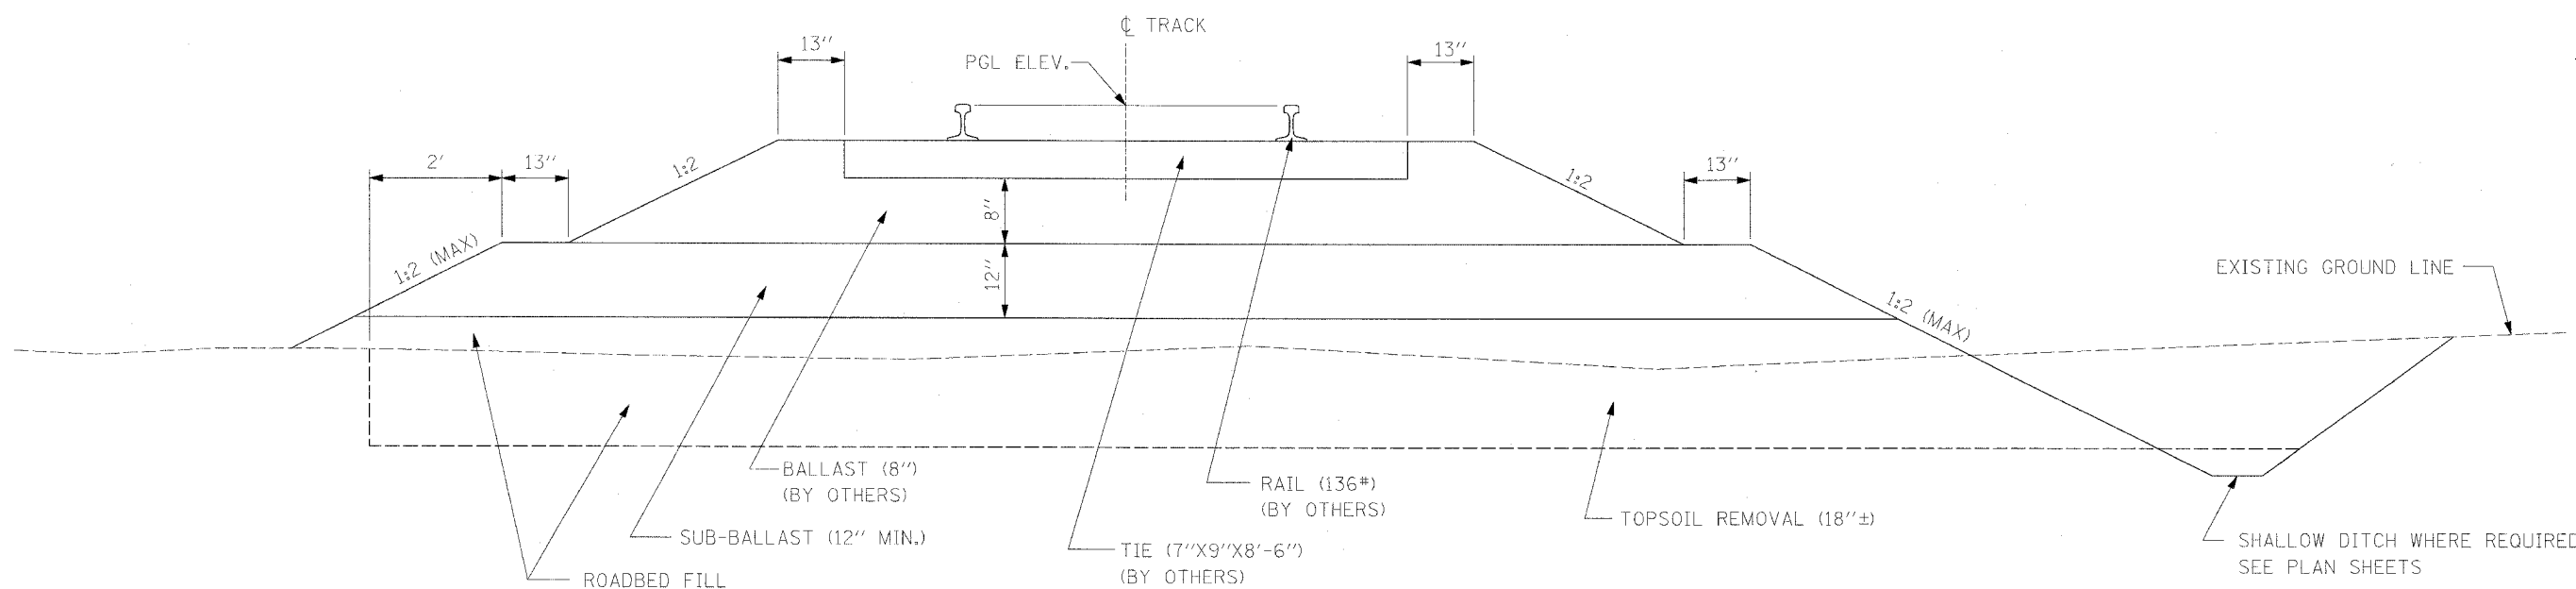 ℄ TRACK
13''
13''
PGL ELEV.
2'
13''
1:2
1:2
13''
8''
1:2 (MAX)
12''
1:2 (MAX)
EXISTING GROUND LINE
BALLAST (8'')
(BY OTHERS)
RAIL (136#)
(BY OTHERS)
TOPSOIL REMOVAL (18''±)
SUB-BALLAST (12'' MIN.)
TIE (7''X9''X8'-6'')
(BY OTHERS)
SHALLOW DITCH WHERE REQUIRED
SEE PLAN SHEETS
ROADBED FILL